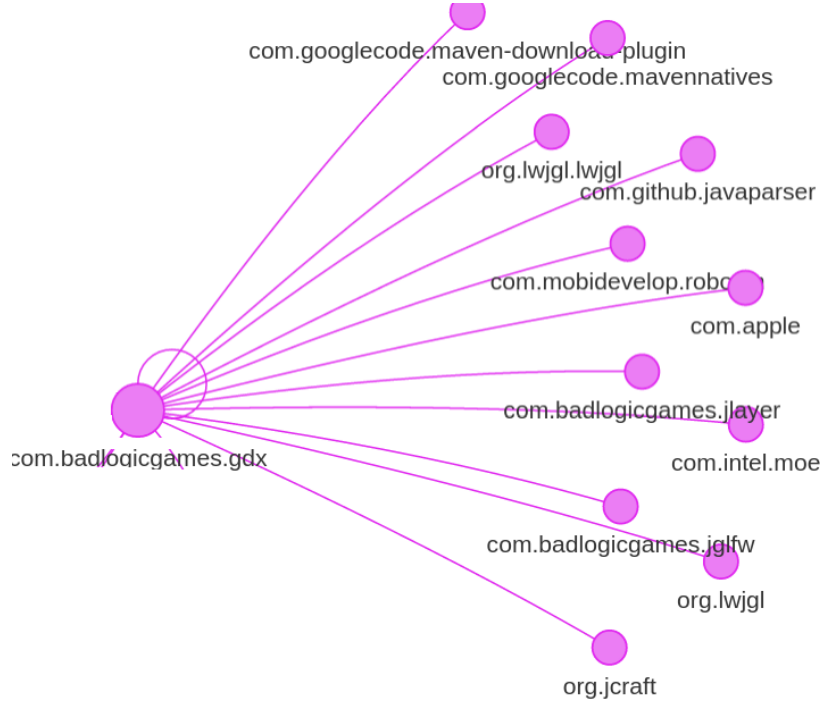 com.googlecode.maven-download-plugin
com.googlecode.mavennatives
org.lwjgl.lwjgl
com.github.javaparser
com.apple
com.badlogicgames.jlayer
com.badlogicgames.gdx
com.intel.moe
com.badlogicgames.jglfw
org.lwjgl
org.jcraft